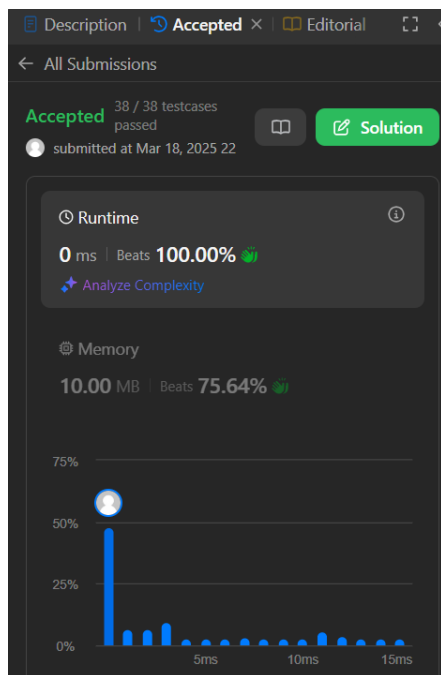 Description Accepted Editorial
All Submissions
Accepted 38 / 38 testcases passed
Solution
submitted at Mar 18, 2025 22
Runtime
0 ms Beats 100.00%
Analyze Complexity
Memory
10.00 MB Beats 75.64%
75%
50%
25%
0%
5ms 10ms 15ms